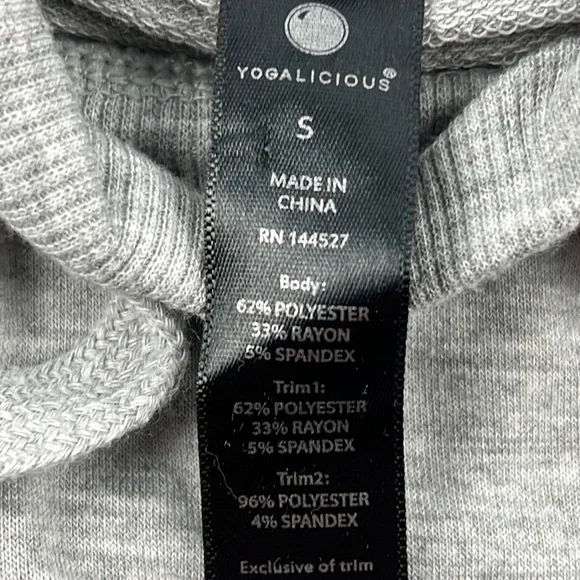 YOGALICIOUS®
S
MADE IN
CHINA
RN 144527
Body:
62% POLYESTER
33% RAYON
5% SPANDEX
Trim1:
62% POLYESTER
33% RAYON
5% SPANDEX
Trim2:
96% POLYESTER
4% SPANDEX
Exclusive of trim